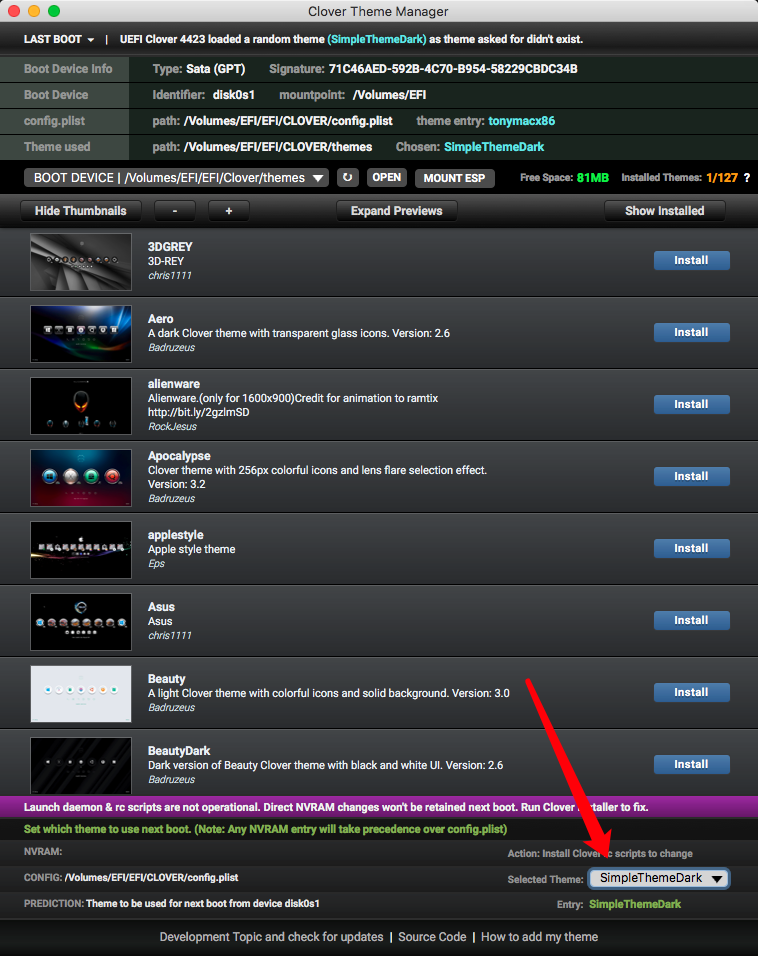 Clover Theme Manager
LAST BOOT | UEFI Clover 4423 loaded a random theme (SimpleThemeDark) as theme asked for didn't exist.
Boot Device Info Type: Sata (GPT) Signature: 71C46AED-592B-4C70-B954-58229CBDC34B
Boot Device Identifier: disk0s1 mountpoint: /Volumes/EFI
config.plist path: /Volumes/EFI/EFI/CLOVER/config.plist theme entry: tonymacx86
Theme used path: /Volumes/EFI/EFI/CLOVER/themes Chosen: SimpleThemeDark
BOOT DEVICE | /Volumes/EFI/EFI/Clover/themes OPEN MOUNT ESP Free Space: 81MB Installed Themes: 1/127 ?
Hide Thumbnails - + Expand Previews Show Installed
3DGREY
3D-REY
chris1111
Install
Aero
A dark Clover theme with transparent glass icons. Version: 2.6
Badruzeus
Install
alienware
Alienware.(only for 1600x900)Credit for animation to ramtix
http://bit.ly/2gzlmSD
RockJesus
Install
Apocalypse
Clover theme with 256px colorful icons and lens flare selection effect.
Version: 3.2
Badruzeus
Install
applestyle
Apple style theme
Eps
Install
Asus
Asus
chris1111
Install
Beauty
A light Clover theme with colorful icons and solid background. Version: 3.0
Badruzeus
Install
BeautyDark
Dark version of Beauty Clover theme with black and white UI. Version: 2.6
Badruzeus
Install
Launch daemon & rc scripts are not operational. Direct NVRAM changes won't be retained next boot. Run Clover Installer to fix.
Set which theme to use next boot. (Note: Any NVRAM entry will take precedence over config.plist)
NVRAM: Action: Install Clover rc scripts to change
CONFIG: /Volumes/EFI/EFI/CLOVER/config.plist Selected Theme: SimpleThemeDark
PREDICTION: Theme to be used for next boot from device disk0s1 Entry: SimpleThemeDark
Development Topic and check for updates | Source Code | How to add my theme